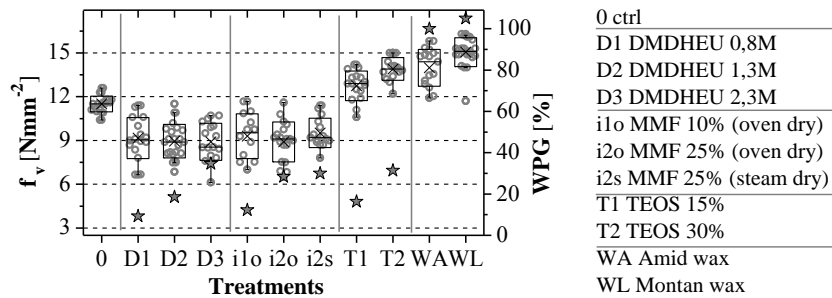 15
12
9
6
3
f_v [Nmm⁻²]
100
80
60
40
20
0
WPG [%]
0 D1 D2 D3 i1o i2o i2s T1 T2 WA WL
Treatments
0 ctrl
D1 DMDHEU 0,8M
D2 DMDHEU 1,3M
D3 DMDHEU 2,3M
i1o MMF 10% (oven dry)
i2o MMF 25% (oven dry)
i2s MMF 25% (steam dry)
T1 TEOS 15%
T2 TEOS 30%
WA Amid wax
WL Montan wax